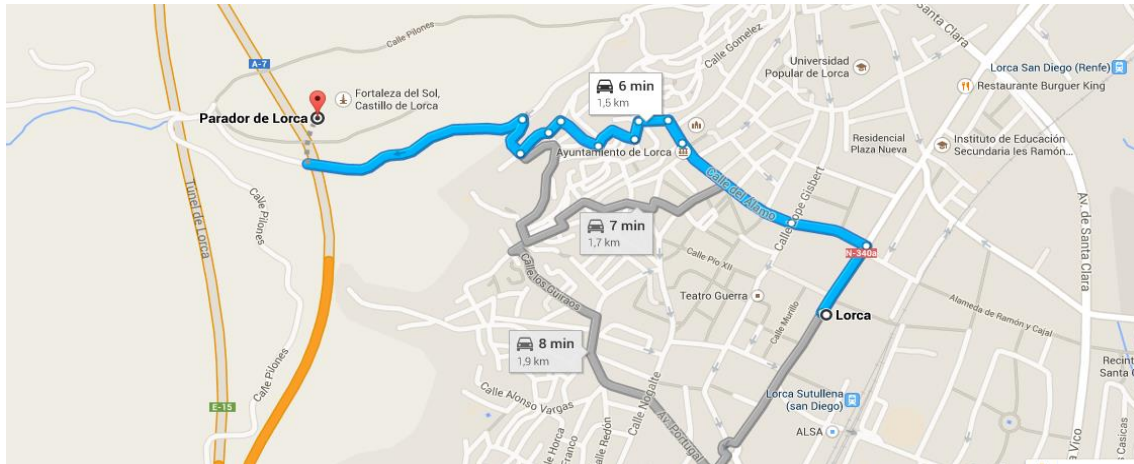 Santa Clara
Calle Pilones
Calle Gomelez
A-7
Universidad
Popular de Lorca
Lorca San Diego (Renfe)
6 min
1,5 km
Restaurante Burguer King
Fortaleza del Sol,
Castillo de Lorca
Parador de Lorca
Residencial
Plaza Nueva
Instituto de Educación
Secundaria Ies Ramón...
Ayuntamiento de Lorca
Calle del Álamo
Calle Lope Gisbert
Túnel de Lorca
Calle Pilones
Av. de Santa Clara
7 min
1,7 km
N-340a
Calle Pío XII
Calle los Guiraos
Teatro Guerra
Calle Murillo
Lorca
Alameda de Ramón y Cajal
8 min
1,9 km
Recint
Santa C
Calle Pilones
E-15
Calle Alonso Vargas
Calle Nogalte
Lorca Sutullena
(san Diego)
Av. Portugal
ALSA
Calle Horca
Franco
Calle Redón
Vico
Casicas